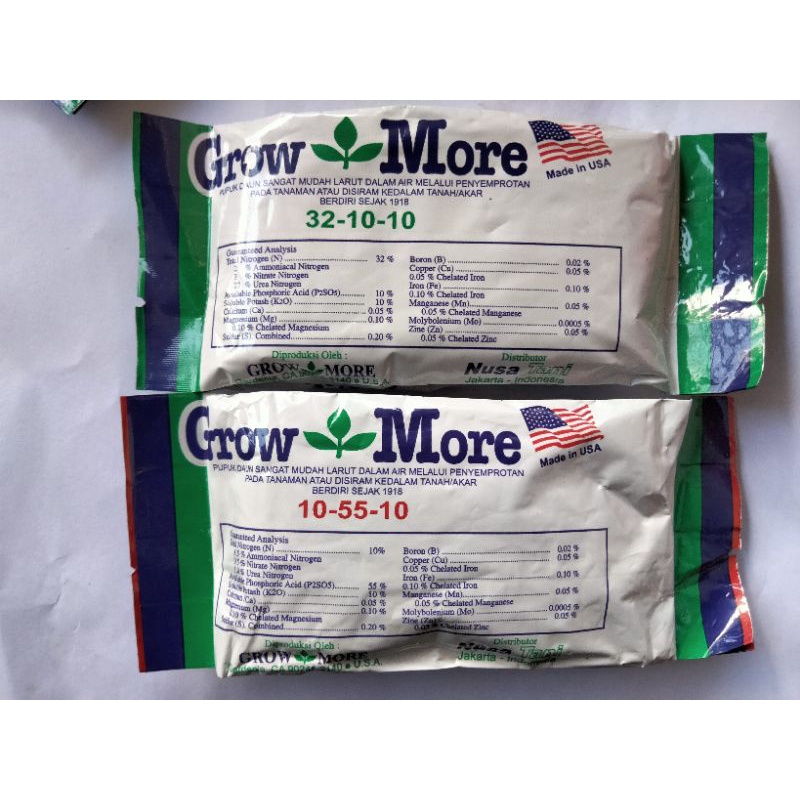 Grow More
Made in USA
PUPUK DAUN SANGAT MUDAH LARUT DALAM AIR MELALUI PENYEMPROTAN
PADA TANAMAN ATAU DISIRAM KEDALAM TANAH/AKAR
BERDIRI SEJAK 1918
32-10-10
Guaranteed Analysis
Total Nitrogen (N) 32 %
% Ammoniacal Nitrogen
% Nitrate Nitrogen
% Urea Nitrogen
Available Phosphoric Acid (P2SO5) 10 %
Soluble Potash (K2O) 10 %
Calcium (Ca) 0.05 %
Magnesium (Mg) 0.10 %
0.10 % Chelated Magnesium
Sulfur (S) Combined 0.20 %
Boron (B) 0.02 %
Copper (Cu) 0.05 %
0.05 % Chelated Iron
Iron (Fe) 0.10 %
0.10 % Chelated Iron
Manganese (Mn) 0.05 %
0.05 % Chelated Manganese
Molybolenium (Mo) 0.0005 %
Zine (Zn) 0.05 %
0.05 % Chelated Zinc
Diproduksi Oleh :
GROW MORE
U.S.A.
Distributor
Nusa Tani
Jakarta - Indonesia
Grow More
Made in USA
PUPUK DAUN SANGAT MUDAH LARUT DALAM AIR MELALUI PENYEMPROTAN
PADA TANAMAN ATAU DISIRAM KEDALAM TANAH/AKAR
BERDIRI SEJAK 1918
10-55-10
Guaranteed Analysis
Nitrogen (N) 10%
% Ammoniacal Nitrogen
% Nitrate Nitrogen
% Urea Nitrogen
Phosphoric Acid (P2SO5) 55 %
Potash (K2O) 10 %
Calcium (Ca) 0.05 %
Magnesium (Mg) 0.10 %
% Chelated Magnesium
Sulfur (S) Combined 0.20 %
Boron (B) 0.02 %
Copper (Cu) 0.05 %
0.05 % Chelated Iron
Iron (Fe) 0.10 %
0.10 % Chelated Iron
Manganese (Mn) 0.05 %
0.05 % Chelated Manganese
Molybolenium (Mo) 0.0005 %
Zine (Zn) 0.05 %
0.05 % Chelated Zinc
Diproduksi Oleh :
GROW MORE
U.S.A.
Distributor
Nusa Tani
Jakarta -